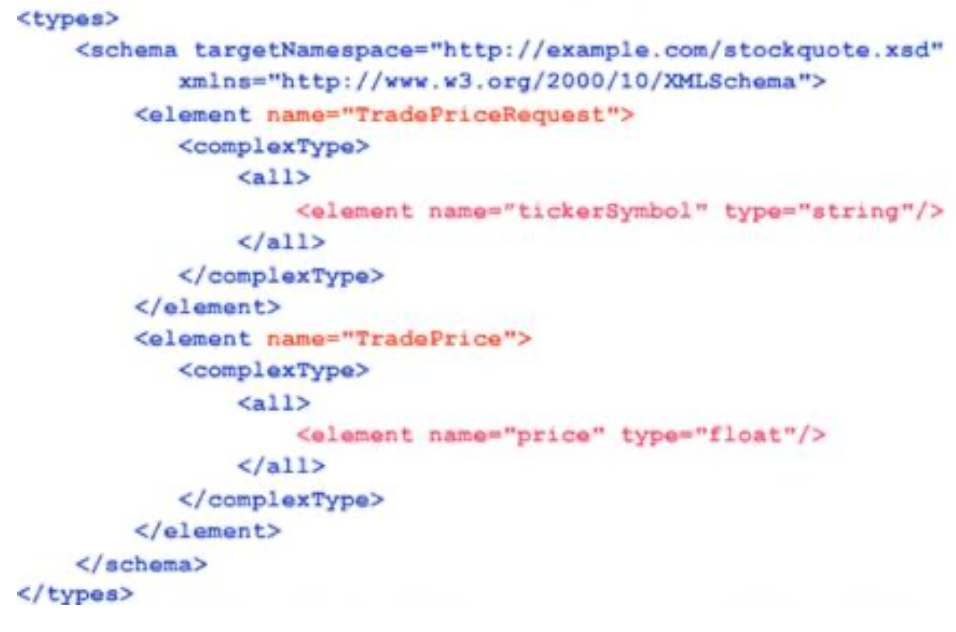 <types>
<schema targetNamespace="http://example.com/stockquote.xsd"
xmlns="http://www.w3.org/2000/10/XMLSchema">
<element name="TradePriceRequest">
<complexType>
<all>
<element name="tickerSymbol" type="string"/>
</all>
</complexType>
</element>
<element name="TradePrice">
<complexType>
<all>
<element name="price" type="float"/>
</all>
</complexType>
</element>
</schema>
</types>